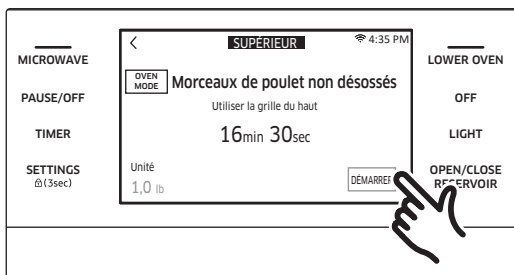 MICROWAVE
PAUSE/OFF
TIMER
SETTINGS
(3sec)
< SUPÉRIEUR 4:35 PM
OVEN MODE Morceaux de poulet non désossés
Utiliser la grille du haut
16min 30sec
Unité
1,0 lb
DÉMARRER
LOWER OVEN
OFF
LIGHT
OPEN/CLOSE
RESERVOIR